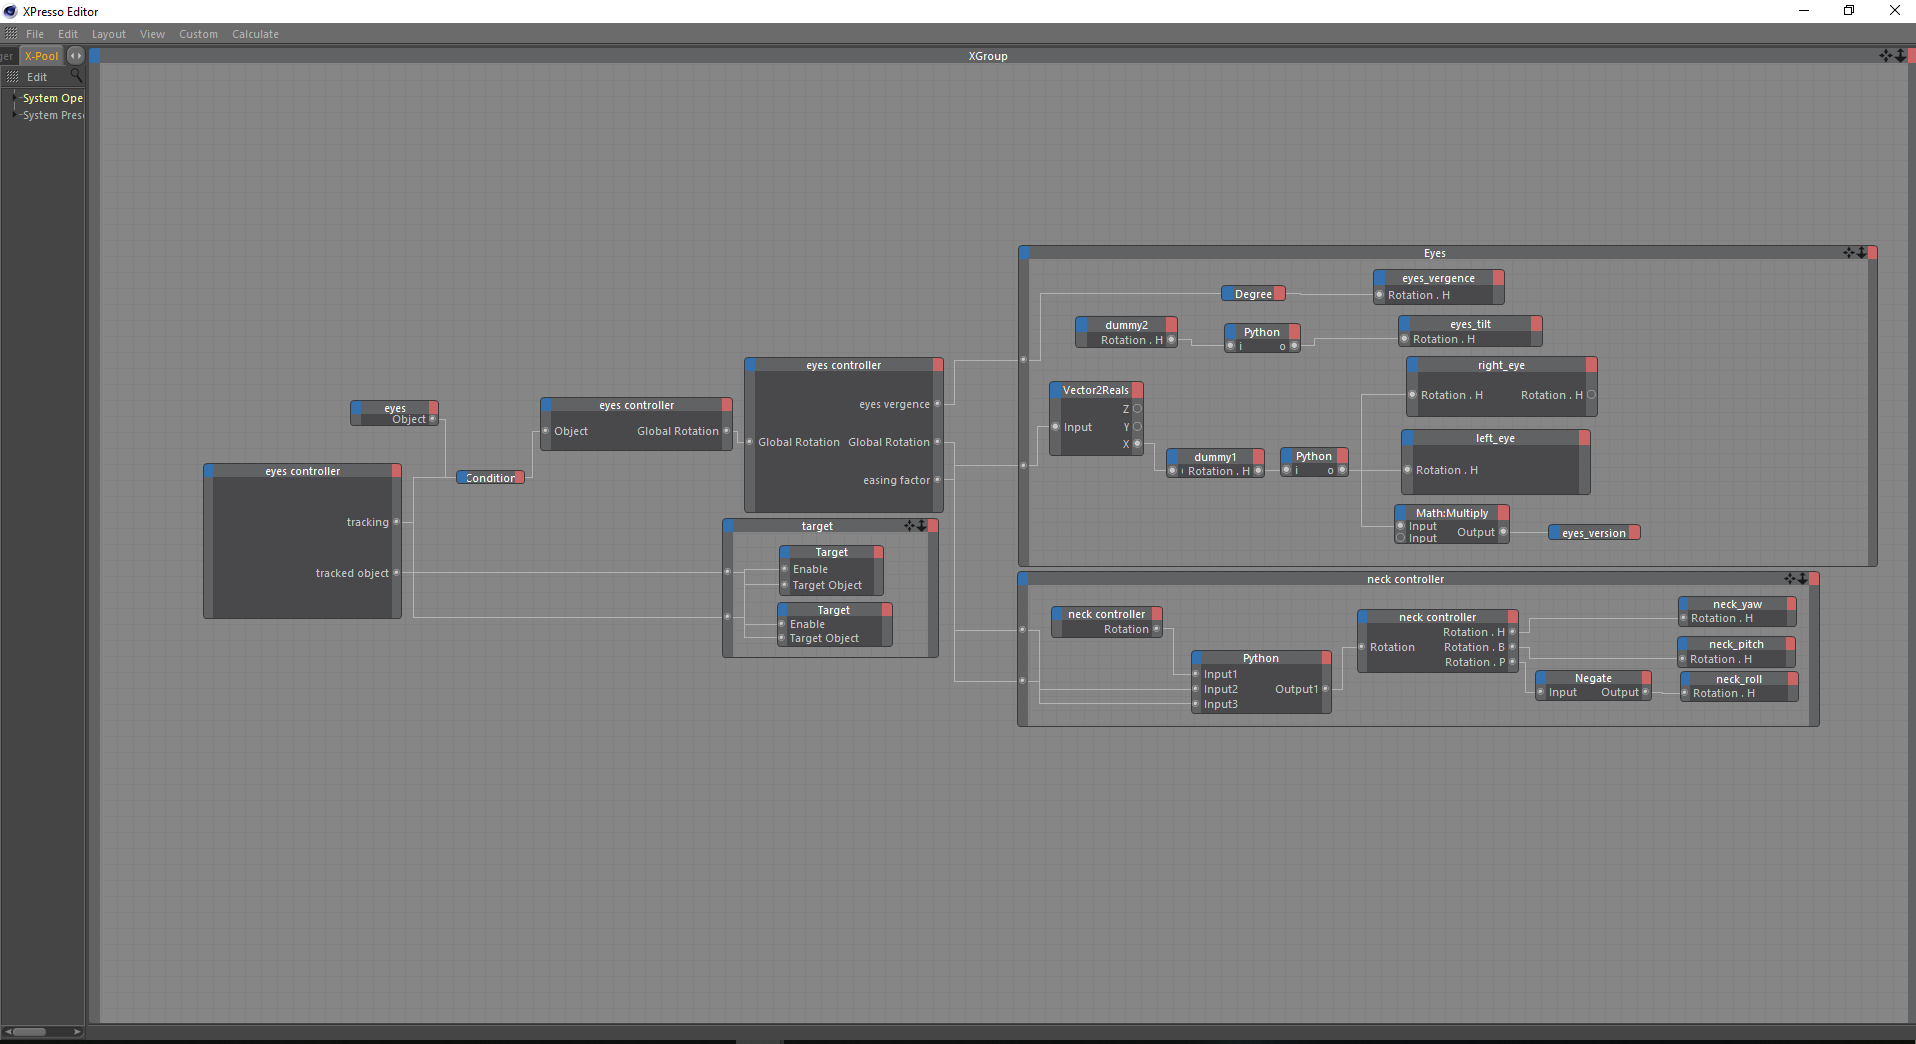 XPresso Editor
File Edit Layout View Custom Calculate
ger X-Pool
Edit
System Ope
System Pres
XGroup
eyes
Object
eyes controller
tracking
tracked object
Condition
eyes controller
Object Global Rotation
eyes controller
eyes vergence
Global Rotation Global Rotation
easing factor
target
Target
Enable
Target Object
Target
Enable
Target Object
Eyes
Degree
eyes_vergence
Rotation . H
dummy2
Rotation . H
Python
i o
eyes_tilt
Rotation . H
right_eye
Rotation . H Rotation . H
Vector2Reals
Z
Input Y
X
dummy1
Rotation . H
Python
i o
left_eye
Rotation . H
Math:Multiply
Input
Input Output
eyes_version
neck controller
neck controller
Rotation
Python
Input1
Input2 Output1
Input3
neck controller
Rotation . H
Rotation Rotation . B
Rotation . P
neck_yaw
Rotation . H
neck_pitch
Rotation . H
Negate
Input Output
neck_roll
Rotation . H